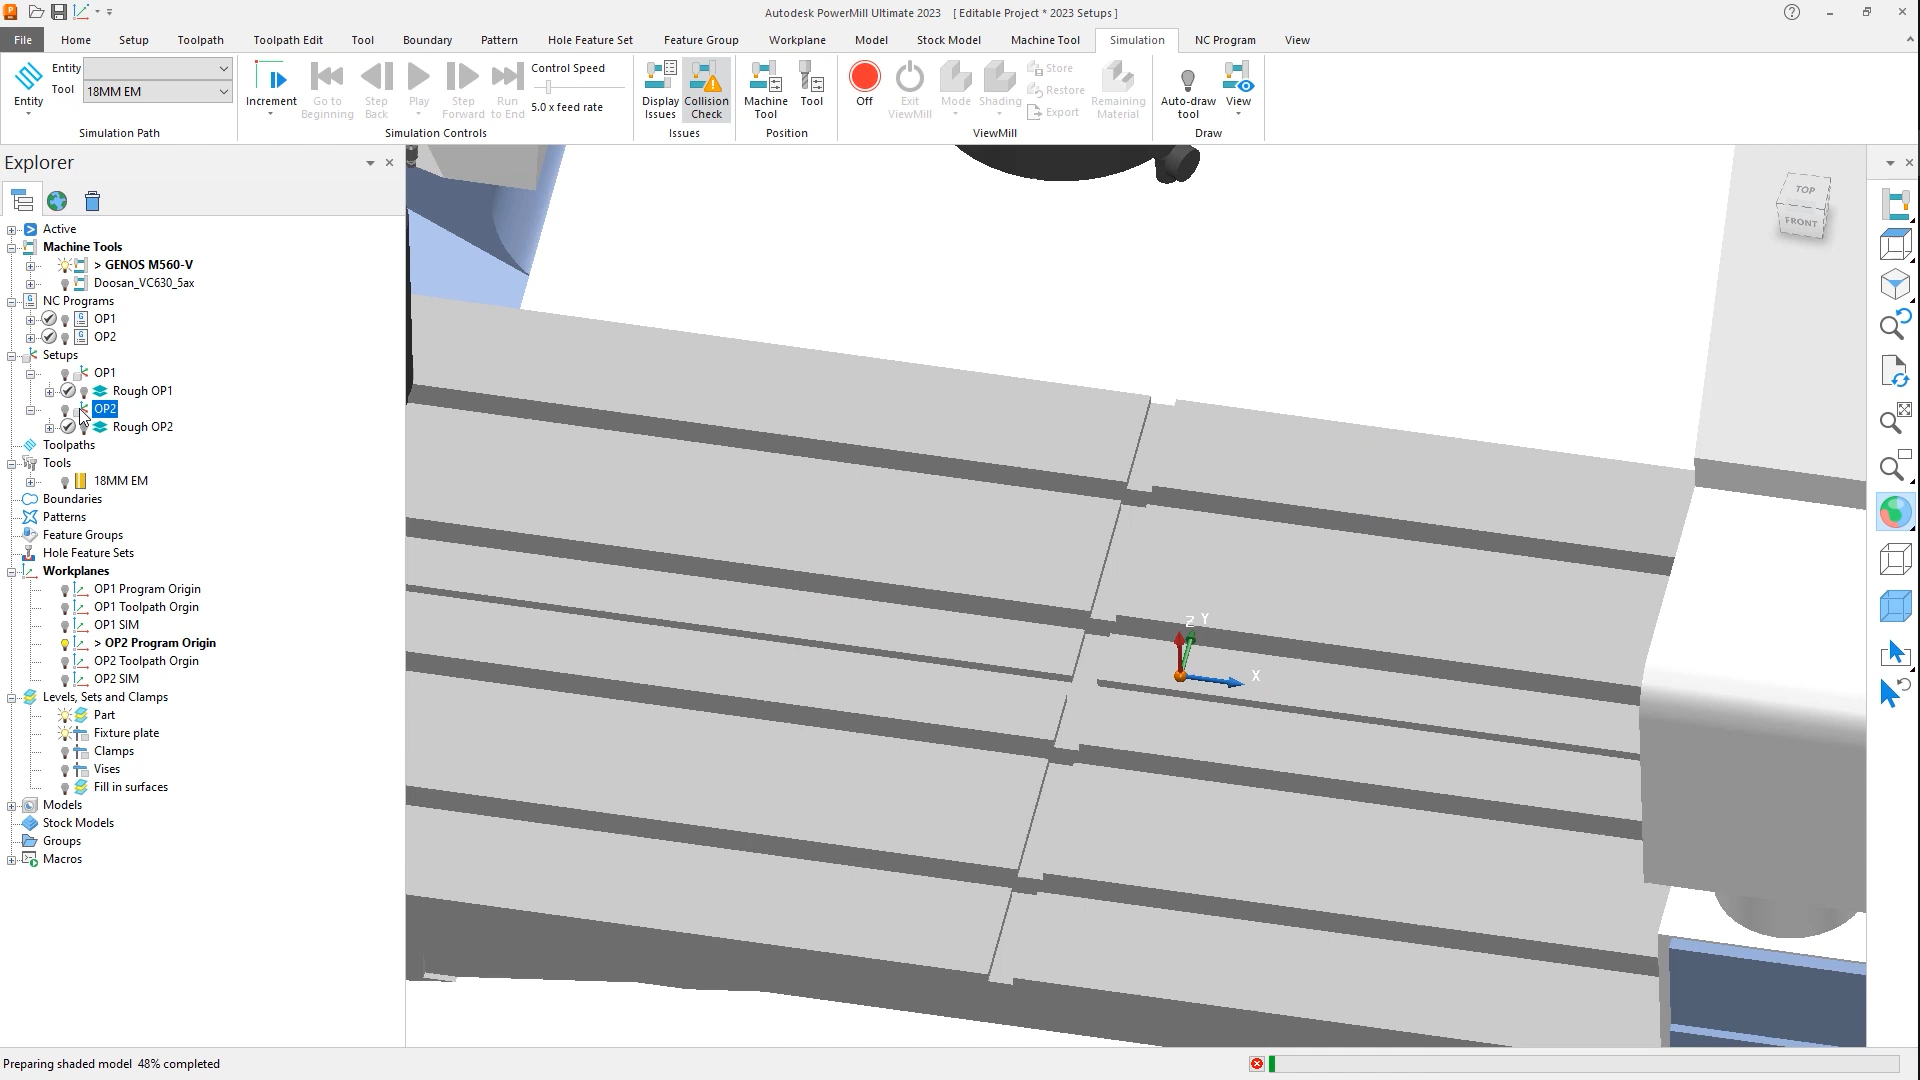 Autodesk PowerMill Ultimate 2023 [ Editable Project * 2023 Setups ]
File Home Setup Toolpath Toolpath Edit Tool Boundary Pattern Hole Feature Set Feature Group Workplane Model Stock Model Machine Tool Simulation NC Program View
Entity
Entity
Tool 18MM EM
Simulation Path
Increment
Go to Beginning
Step Back
Play
Step Forward
Run to End
Control Speed
5.0 x feed rate
Simulation Controls
Display Issues
Collision Check
Issues
Machine Tool
Tool
Position
Off
Exit ViewMill
Mode
Shading
Store
Restore
Export
Remaining Material
ViewMill
Auto-draw tool
View
Draw
Explorer
Active
Machine Tools
> GENOS M560-V
Doosan_VC630_5ax
NC Programs
OP1
OP2
Setups
OP1
Rough OP1
OP2
Rough OP2
Toolpaths
Tools
18MM EM
Boundaries
Patterns
Feature Groups
Hole Feature Sets
Workplanes
OP1 Program Origin
OP1 Toolpath Orgin
OP1 SIM
> OP2 Program Origin
OP2 Toolpath Orgin
OP2 SIM
Levels, Sets and Clamps
Part
Fixture plate
Clamps
Vises
Fill in surfaces
Models
Stock Models
Groups
Macros
TOP
FRONT
Z Y
X
Preparing shaded model 48% completed